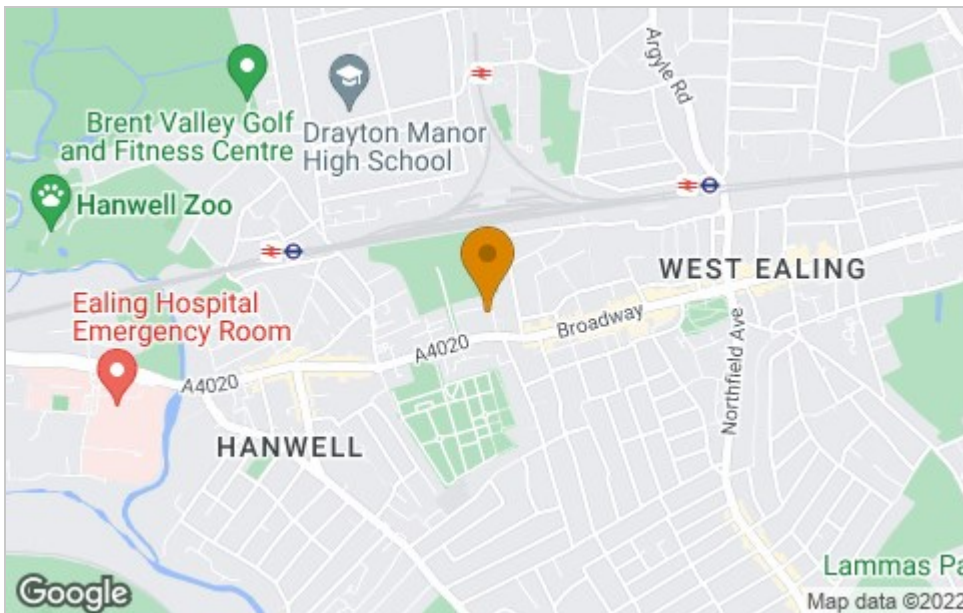 Argyle Rd
Brent Valley Golf
and Fitness Centre
Drayton Manor
High School
Hanwell Zoo
WEST EALING
Ealing Hospital
Emergency Room
Broadway
A4020
A4020
HANWELL
Northfield Ave
Lammas Pa
Google
Map data ©2022